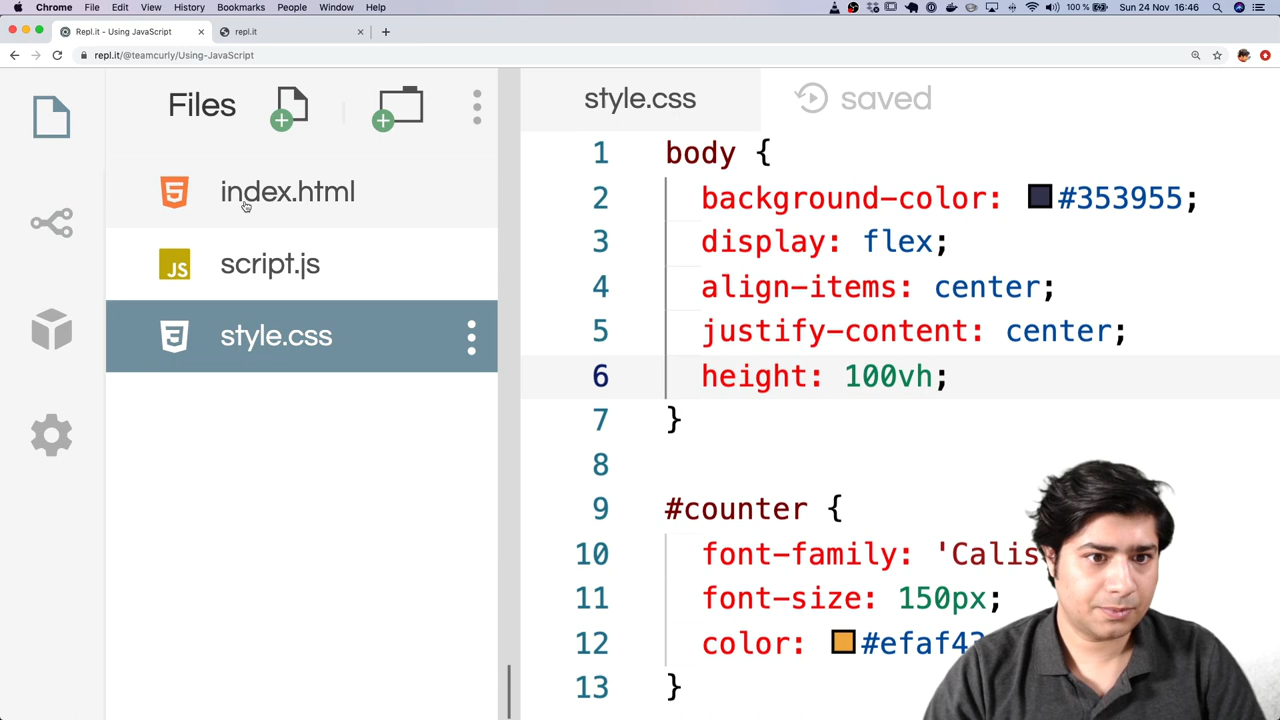 Chrome File Edit View History Bookmarks People Window Help
100 % Sun 24 Nov 16:46
Repl.it - Using JavaScript
repl.it
repl.it/@teamcurly/Using-JavaScript
Files
style.css
saved
index.html
script.js
style.css
1 body {
2 background-color: #353955;
3 display: flex;
4 align-items: center;
5 justify-content: center;
6 height: 100vh;
7 }
8
9 #counter {
10 font-family: 'Calis
11 font-size: 150px;
12 color: #efaf43
13 }